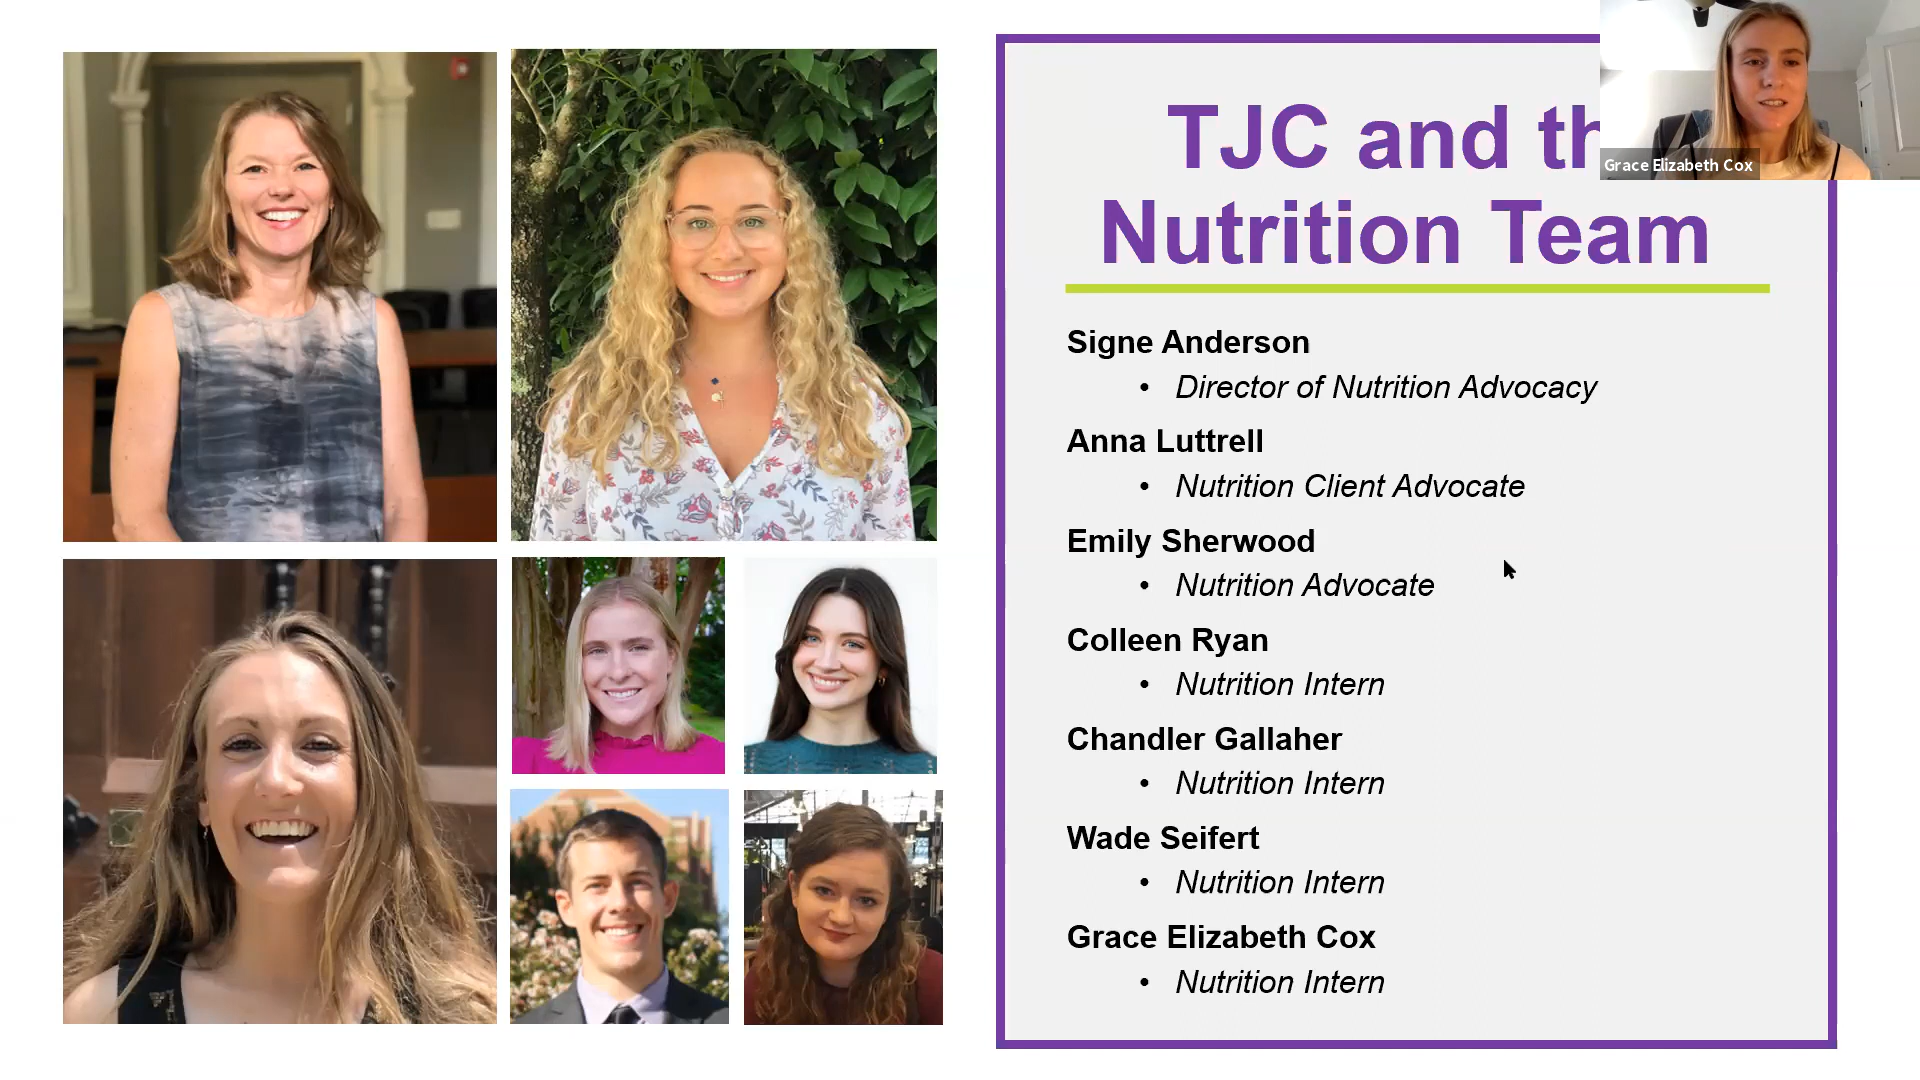 TJC and th
Nutrition Team
Grace Elizabeth Cox
Signe Anderson
• Director of Nutrition Advocacy
Anna Luttrell
• Nutrition Client Advocate
Emily Sherwood
• Nutrition Advocate
Colleen Ryan
• Nutrition Intern
Chandler Gallaher
• Nutrition Intern
Wade Seifert
• Nutrition Intern
Grace Elizabeth Cox
• Nutrition Intern